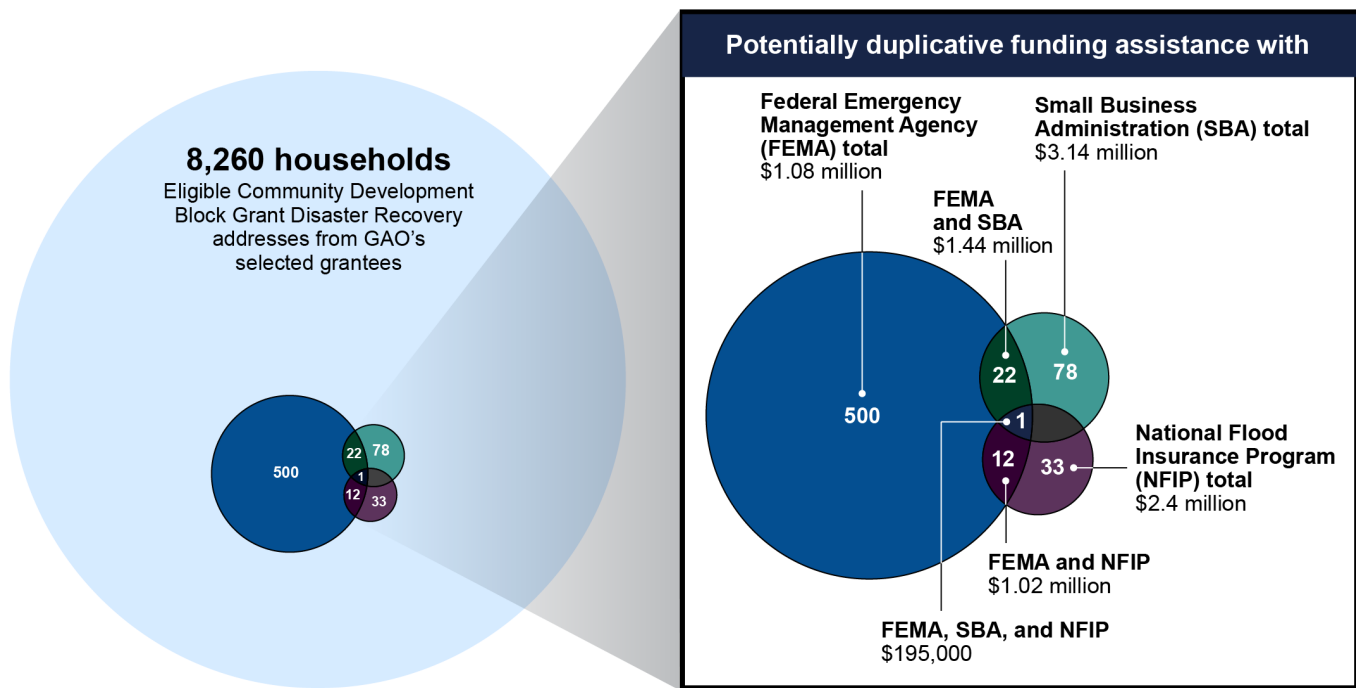 8,260 households
Eligible Community Development
Block Grant Disaster Recovery
addresses from GAO’s
selected grantees
500
22
78
1
12
33
Potentially duplicative funding assistance with
Federal Emergency
Management Agency
(FEMA) total
$1.08 million
Small Business
Administration (SBA) total
$3.14 million
FEMA
and SBA
$1.44 million
500
22
78
1
12
33
National Flood
Insurance Program
(NFIP) total
$2.4 million
FEMA and NFIP
$1.02 million
FEMA, SBA, and NFIP
$195,000